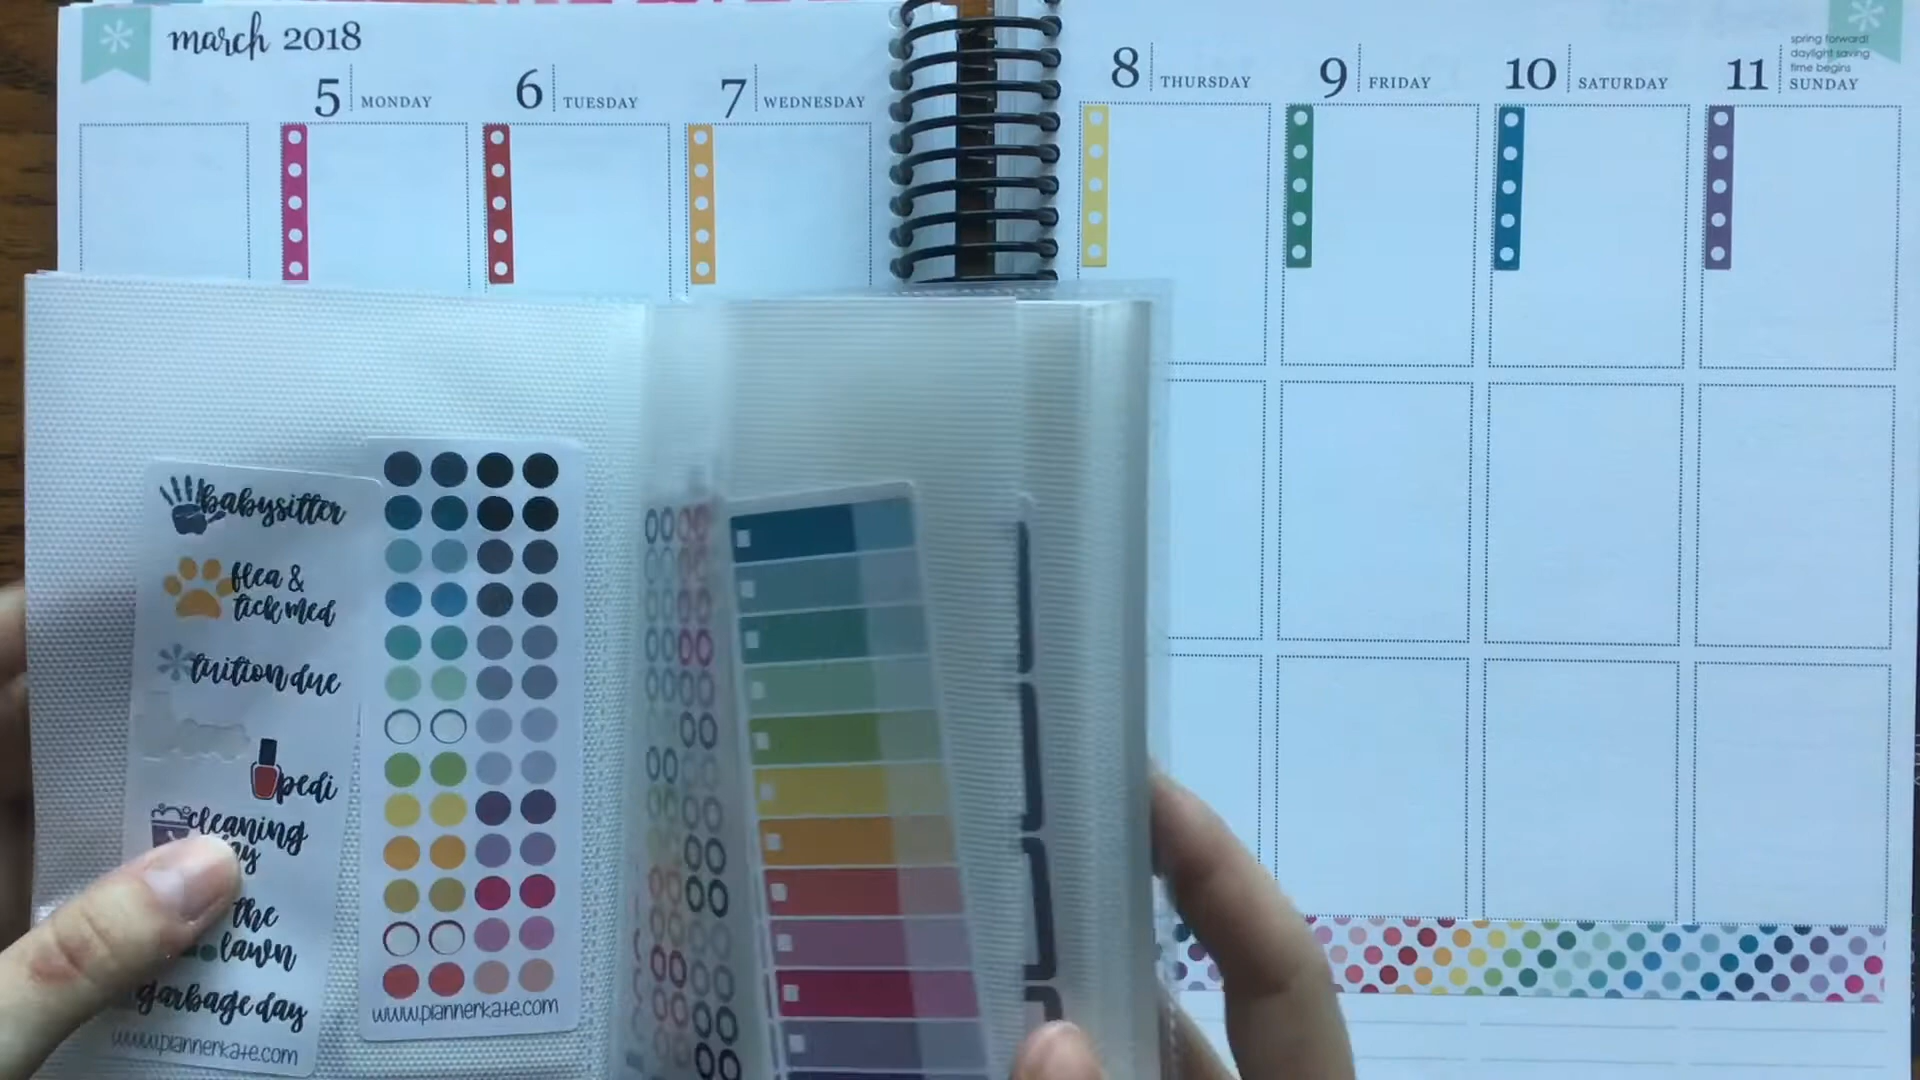 march 2018
5 MONDAY
6 TUESDAY
7 WEDNESDAY
8 THURSDAY
9 FRIDAY
10 SATURDAY
spring forward!
daylight saving
time begins
11 SUNDAY
babysitter
flea &
tick med
tuition due
pedi
cleaning
the
lawn
garbage day
www.plannerkate.com
www.plannerkate.com